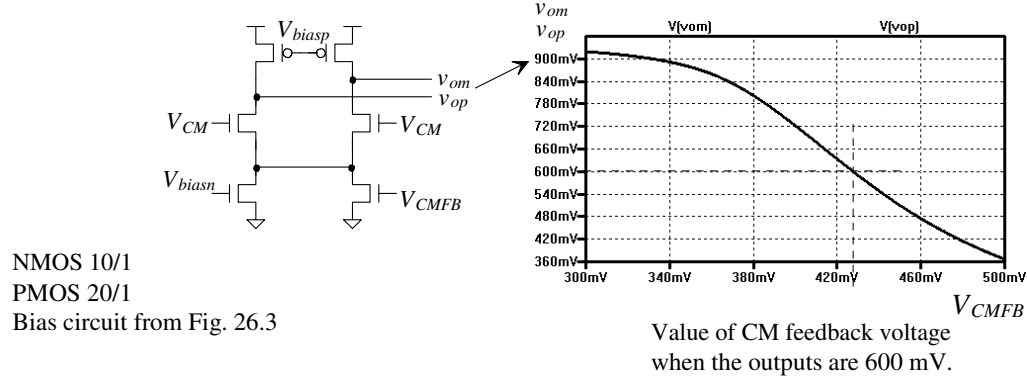 V_biasp
v_om
v_op
V_CM
V_CM
V_biasn
V_CMFB
NMOS 10/1
PMOS 20/1
Bias circuit from Fig. 26.3
v_om
v_op
V(vom) V(vop)
900mV
840mV
780mV
720mV
660mV
600mV
540mV
480mV
420mV
360mV
300mV 340mV 380mV 420mV 460mV 500mV
V_CMFB
Value of CM feedback voltage
when the outputs are 600 mV.